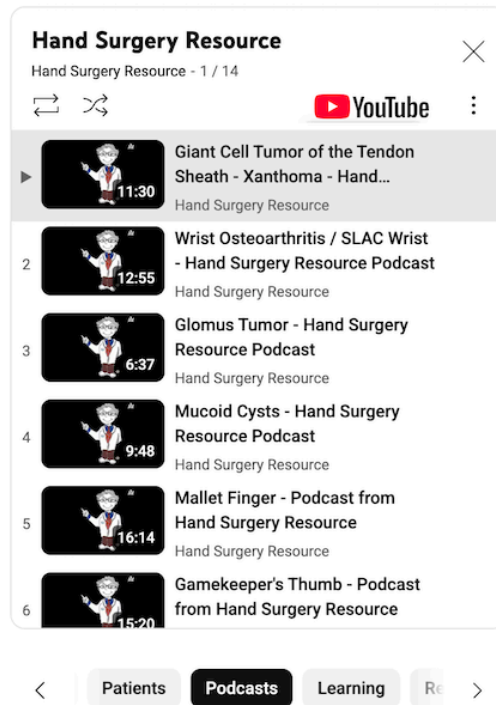 Hand Surgery Resource
Hand Surgery Resource - 1 / 14
YouTube
11:30
Giant Cell Tumor of the Tendon
Sheath - Xanthoma - Hand...
Hand Surgery Resource
2
12:55
Wrist Osteoarthritis / SLAC Wrist
- Hand Surgery Resource Podcast
Hand Surgery Resource
3
6:37
Glomus Tumor - Hand Surgery
Resource Podcast
Hand Surgery Resource
4
9:48
Mucoid Cysts - Hand Surgery
Resource Podcast
Hand Surgery Resource
5
16:14
Mallet Finger - Podcast from
Hand Surgery Resource
Hand Surgery Resource
6
15:20
Gamekeeper's Thumb - Podcast
from Hand Surgery Resource
Patients
Podcasts
Learning
Re